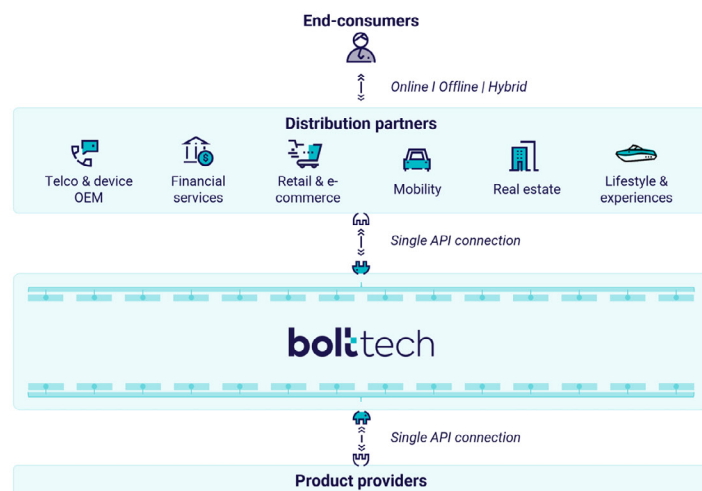 End-consumers
Online I Offline | Hybrid
Distribution partners
Telco & device
OEM
Financial
services
Retail & e-
commerce
Mobility
Real estate
Lifestyle &
experiences
Single API connection
bolttech
Single API connection
Product providers